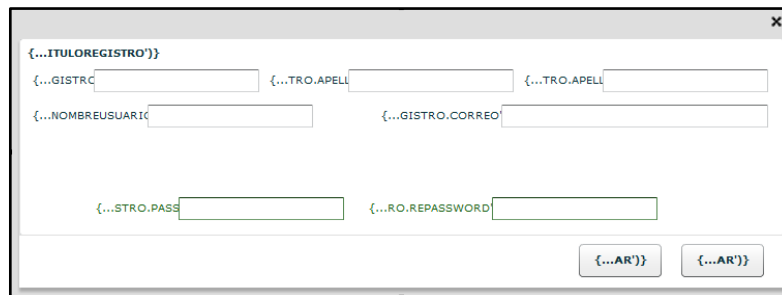 {...ITULOREGISTRO')}
{...GISTRO {...TRO.APELL {...TRO.APELL
{...NOMBREUSUARIO {...GISTRO.CORREO'
{...STRO.PASS {...RO.REPASSWORD'
{...AR')} {...AR')}